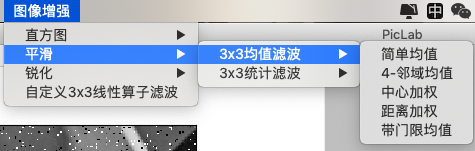 图像增强
中
PicLab
直方图
平滑
锐化
自定义3x3线性算子滤波
3x3均值滤波
3x3统计滤波
简单均值
4-邻域均值
中心加权
距离加权
带门限均值